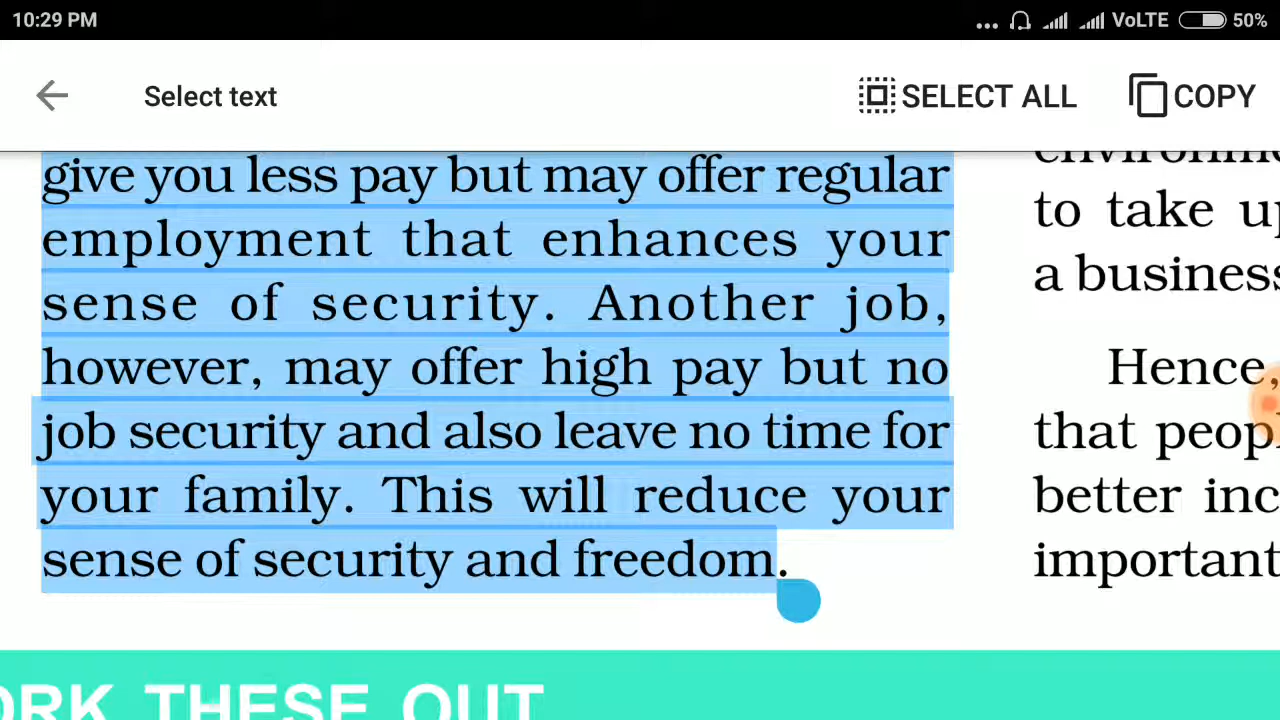 10:29 PM
... VoLTE 50%
Select text
SELECT ALL
COPY
give you less pay but may offer regular
employment that enhances your
sense of security. Another job,
however, may offer high pay but no
job security and also leave no time for
your family. This will reduce your
sense of security and freedom.
to take
a business
Hence,
that
better
important
THESE OUT